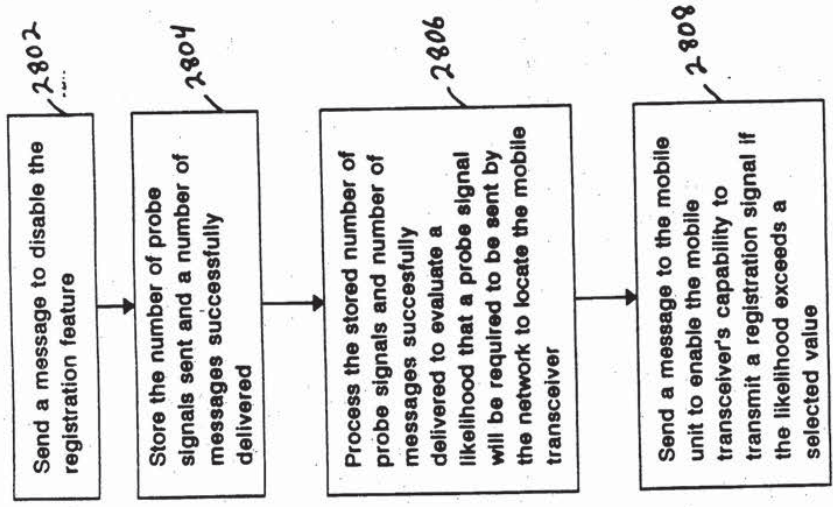 Send a message to disable the
registration feature
2802
Store the number of probe
signals sent and a number of
messages successfully
delivered
2804
Process the stored number of
probe signals and number of
messages succesfully
delivered to evaluate a
likelihood that a probe signal
will be required to be sent by
the network to locate the mobile
transceiver
2806
Send a message to the mobile
unit to enable the mobile
transceiver's capability to
transmit a registration signal if
the likelihood exceeds a
selected value
2808